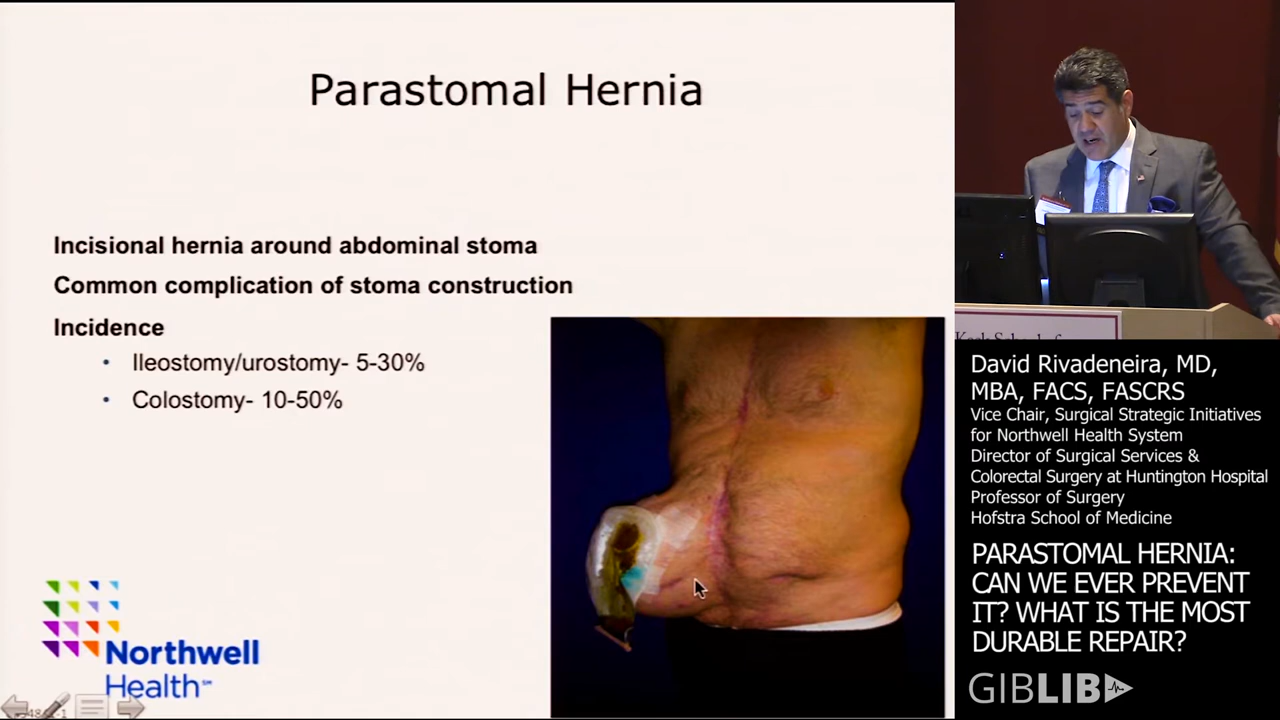 Parastomal Hernia
Incisional hernia around abdominal stoma
Common complication of stoma construction
Incidence
• Ileostomy/urostomy- 5-30%
• Colostomy- 10-50%
Northwell
Health℠
David Rivadeneira, MD,
MBA, FACS, FASCRS
Vice Chair, Surgical Strategic Initiatives
for Northwell Health System
Director of Surgical Services &
Colorectal Surgery at Huntington Hospital
Professor of Surgery
Hofstra School of Medicine
PARASTOMAL HERNIA:
CAN WE EVER PREVENT
IT? WHAT IS THE MOST
DURABLE REPAIR?
GIBLIB